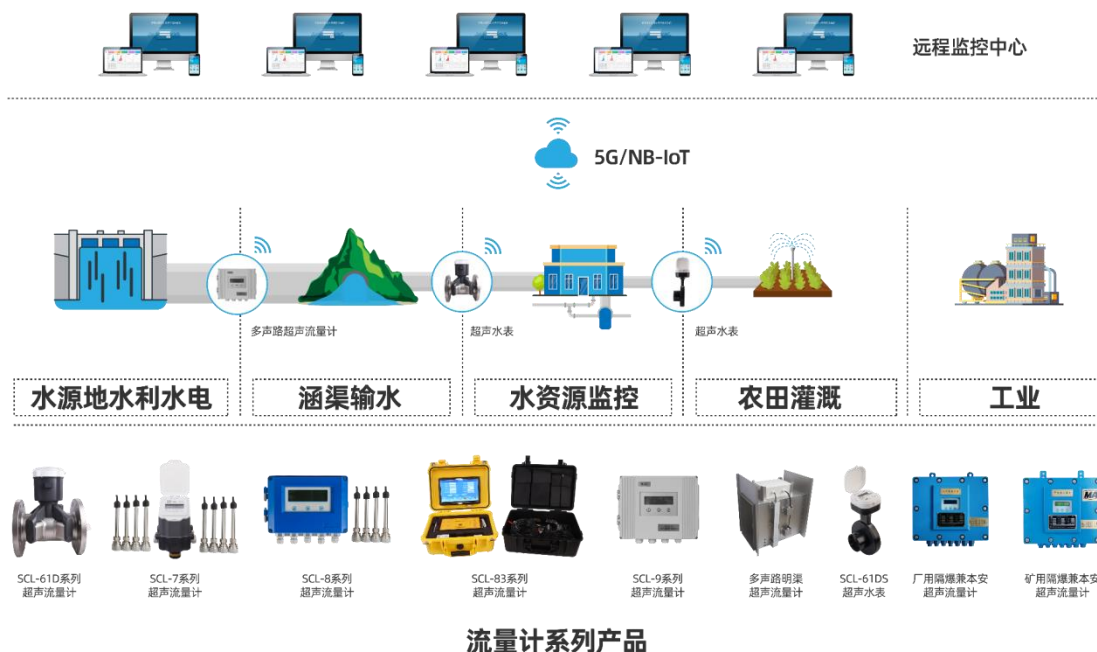 远程监控中心
5G/NB-IoT
多声路超声流量计
超声水表
超声水表
水源地水利水电
涵渠输水
水资源监控
农田灌溉
工业
SCL-61D系列
超声流量计
SCL-7系列
超声流量计
SCL-8系列
超声流量计
SCL-83系列
超声流量计
SCL-9系列
超声流量计
多声路明渠
超声流量计
SCL-61DS
超声水表
厂用隔爆兼本安
超声流量计
矿用隔爆兼本安
超声流量计
流量计系列产品